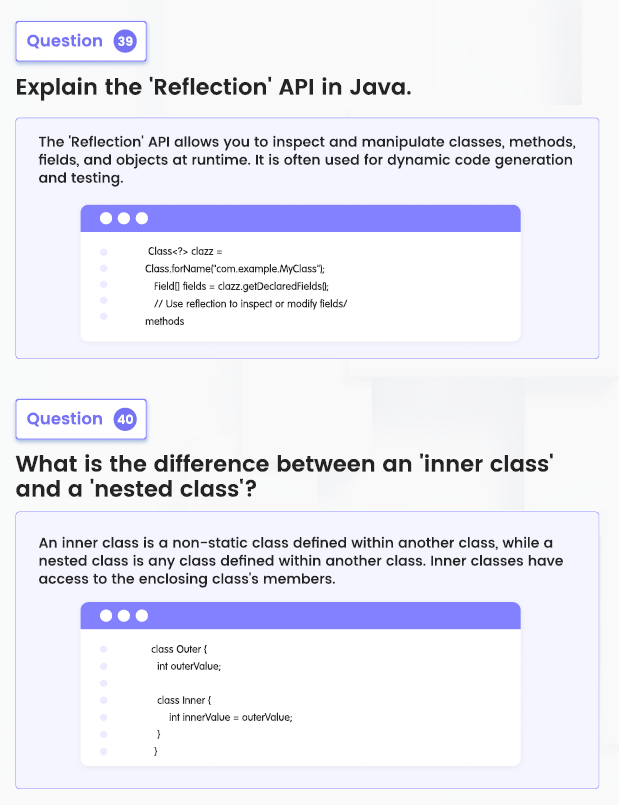 Question 39
Explain the 'Reflection' API in Java.
The 'Reflection' API allows you to inspect and manipulate classes, methods,
fields, and objects at runtime. It is often used for dynamic code generation
and testing.
Class<?> clazz =
Class.forName("com.example.MyClass");
Field[] fields = clazz.getDeclaredFields();
// Use reflection to inspect or modify fields/
methods
Question 40
What is the difference between an 'inner class'
and a 'nested class'?
An inner class is a non-static class defined within another class, while a
nested class is any class defined within another class. Inner classes have
access to the enclosing class's members.
class Outer {
int outerValue;
class Inner {
int innerValue = outerValue;
}
}